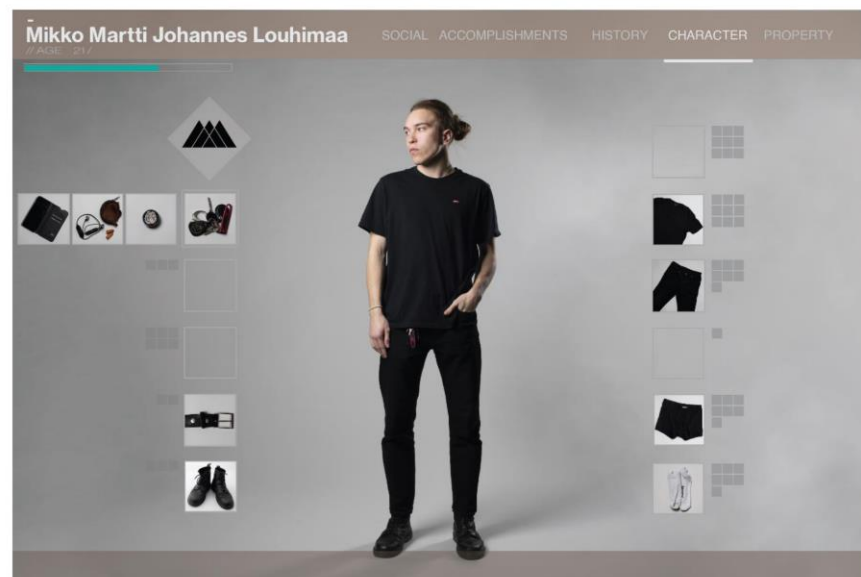 Mikko Martti Johannes Louhimaa
// AGE 21 /
SOCIAL ACCOMPLISHMENTS HISTORY CHARACTER PROPERTY